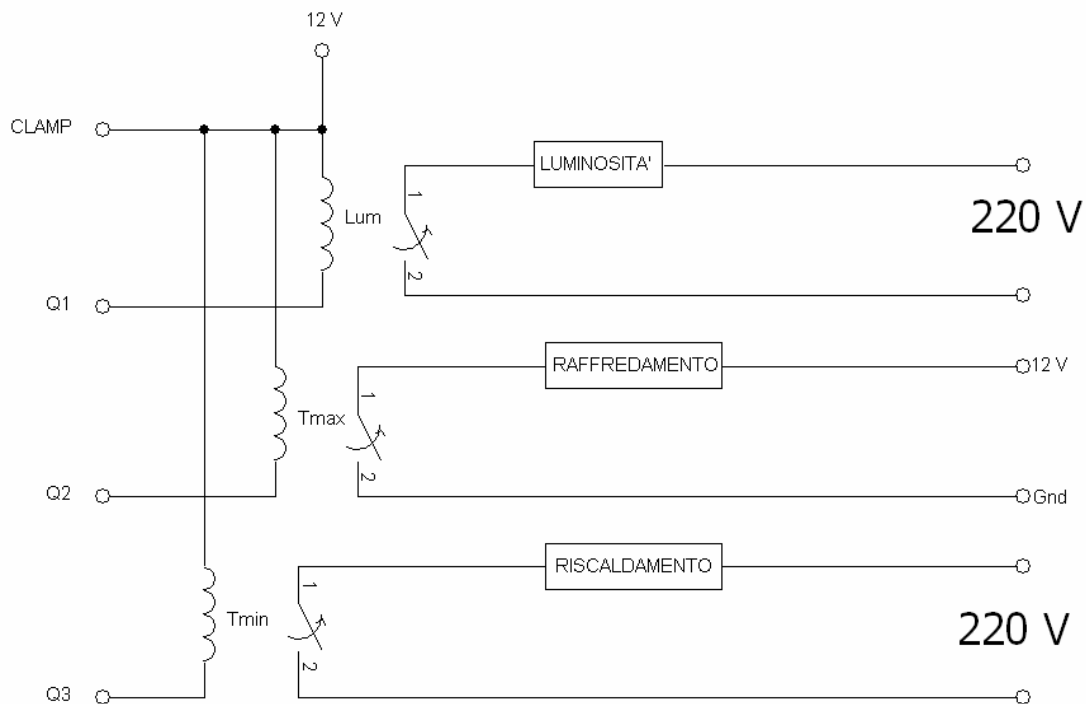 12 V
CLAMP
LUMINOSITA'
1
Lum
2
220 V
Q1
RAFFREDAMENTO
12 V
1
Tmax
2
Q2
Gnd
RISCALDAMENTO
1
Tmin
2
220 V
Q3